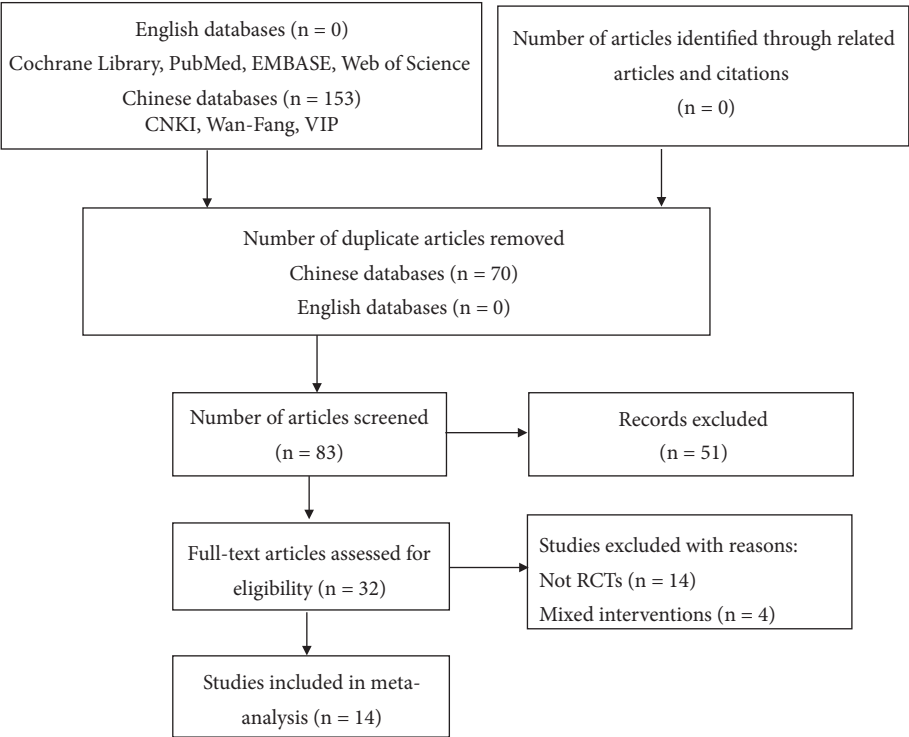 English databases (n = 0)
Cochrane Library, PubMed, EMBASE, Web of Science
Chinese databases (n = 153)
CNKI, Wan-Fang, VIP
Number of articles identified through related
articles and citations
(n = 0)
Number of duplicate articles removed
Chinese databases (n = 70)
English databases (n = 0)
Number of articles screened
(n = 83)
Records excluded
(n = 51)
Full-text articles assessed for
eligibility (n = 32)
Studies excluded with reasons:
Not RCTs (n = 14)
Mixed interventions (n = 4)
Studies included in meta-
analysis (n = 14)